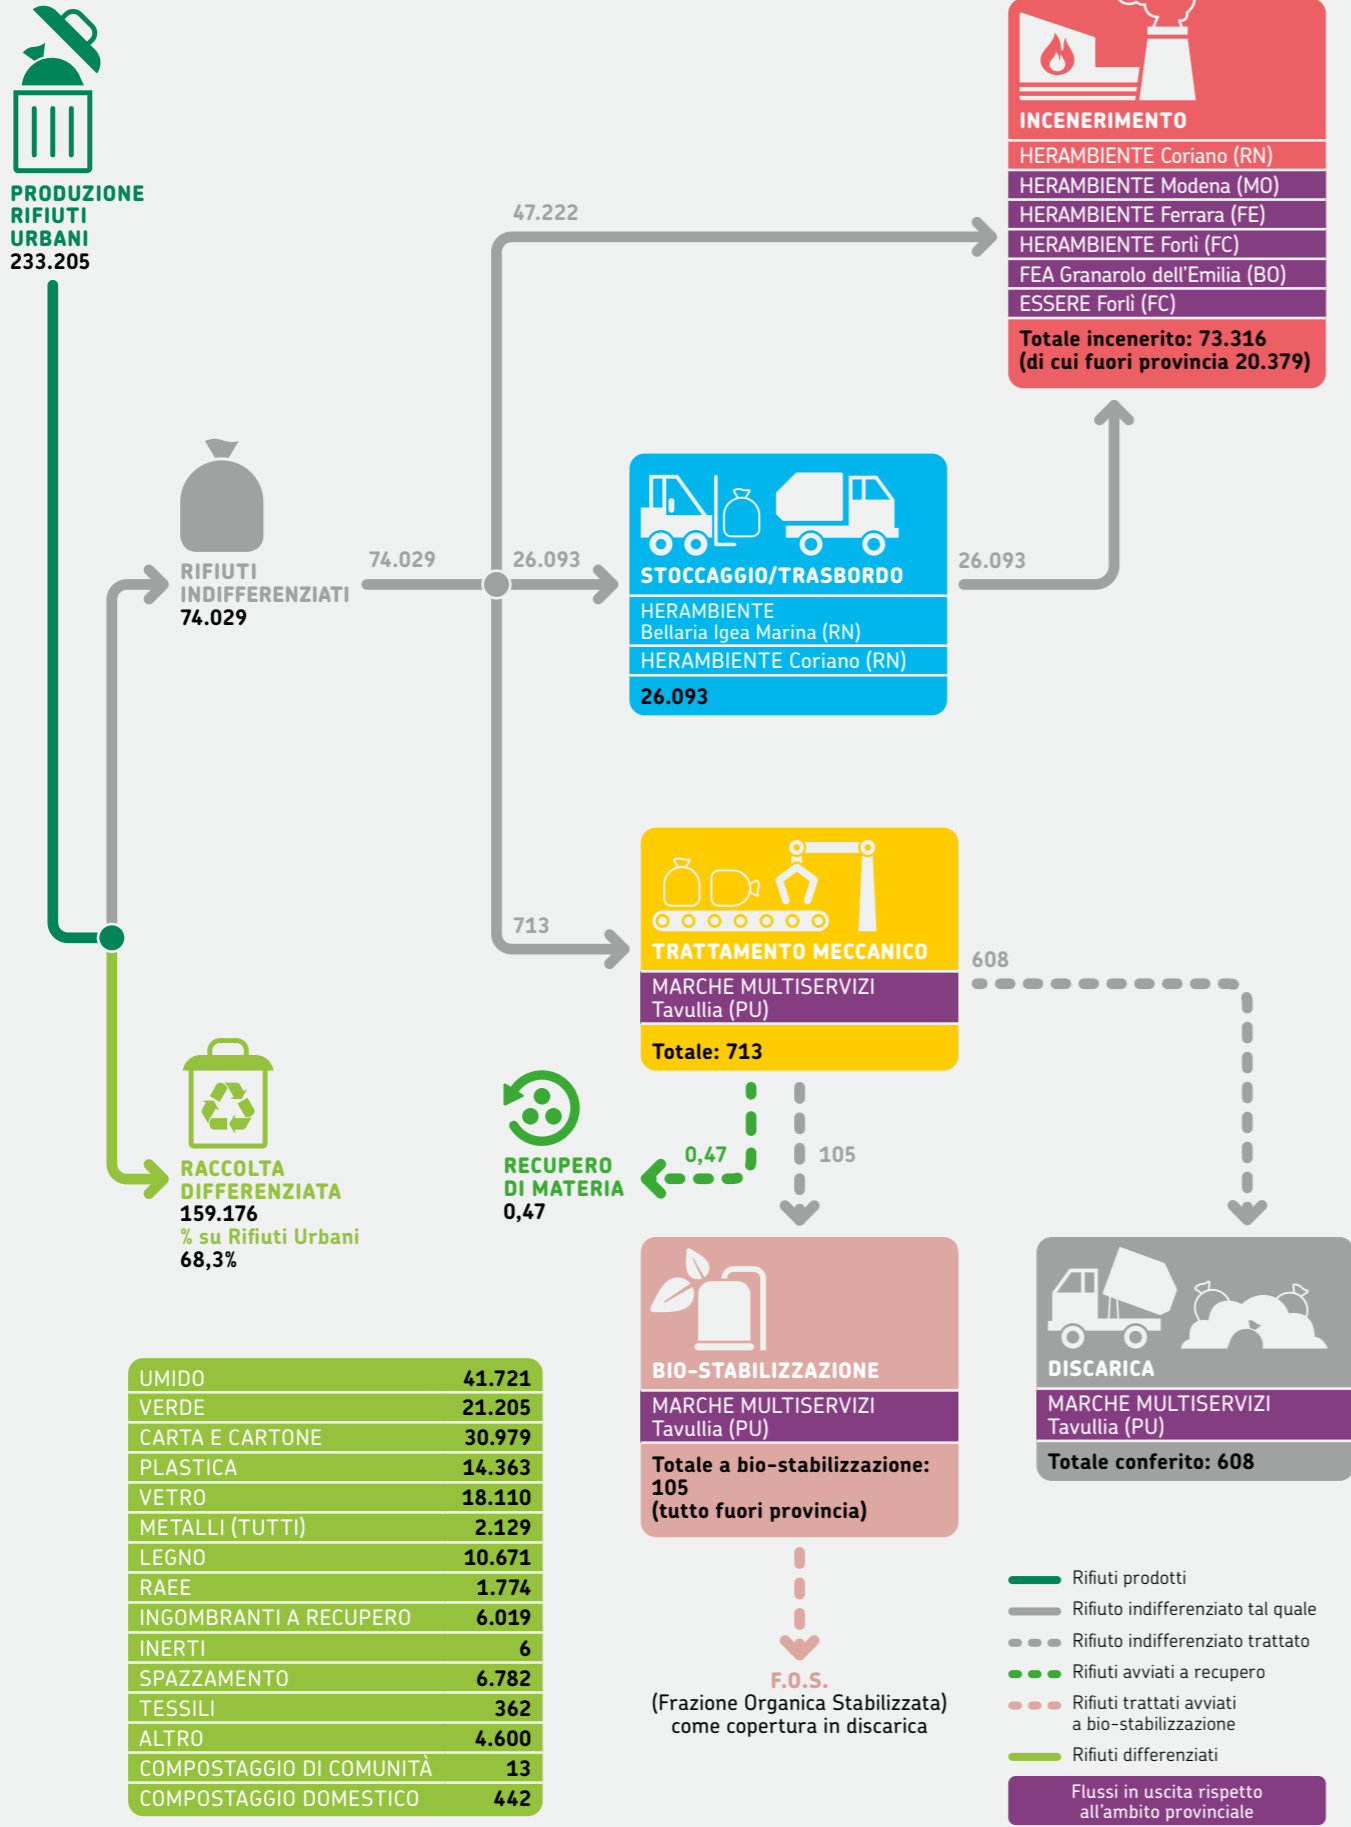 PRODUZIONE
RIFIUTI
URBANI
233.205
INCENERIMENTO
HERAMBIENTE Coriano (RN)
HERAMBIENTE Modena (MO)
HERAMBIENTE Ferrara (FE)
HERAMBIENTE Forlì (FC)
FEA Granarolo dell'Emilia (BO)
ESSERE Forlì (FC)
Totale incenerito: 73.316
(di cui fuori provincia 20.379)
47.222
RIFIUTI
INDIFFERENZIATI
74.029
74.029
26.093
STOCCAGGIO/TRASBORDO
HERAMBIENTE
Bellaria Igea Marina (RN)
HERAMBIENTE Coriano (RN)
26.093
26.093
713
TRATTAMENTO MECCANICO
MARCHE MULTISERVIZI
Tavullia (PU)
Totale: 713
608
RACCOLTA
DIFFERENZIATA
159.176
% su Rifiuti Urbani
68,3%
RECUPERO
DI MATERIA
0,47
0,47
105
BIO-STABILIZZAZIONE
MARCHE MULTISERVIZI
Tavullia (PU)
Totale a bio-stabilizzazione:
105
(tutto fuori provincia)
DISCARICA
MARCHE MULTISERVIZI
Tavullia (PU)
Totale conferito: 608
UMIDO 41.721
VERDE 21.205
CARTA E CARTONE 30.979
PLASTICA 14.363
VETRO 18.110
METALLI (TUTTI) 2.129
LEGNO 10.671
RAEE 1.774
INGOMBRANTI A RECUPERO 6.019
INERTI 6
SPAZZAMENTO 6.782
TESSILI 362
ALTRO 4.600
COMPOSTAGGIO DI COMUNITÀ 13
COMPOSTAGGIO DOMESTICO 442
F.O.S.
(Frazione Organica Stabilizzata)
come copertura in discarica
Rifiuti prodotti
Rifiuto indifferenziato tal quale
Rifiuto indifferenziato trattato
Rifiuti avviati a recupero
Rifiuti trattati avviati
a bio-stabilizzazione
Rifiuti differenziati
Flussi in uscita rispetto
all'ambito provinciale